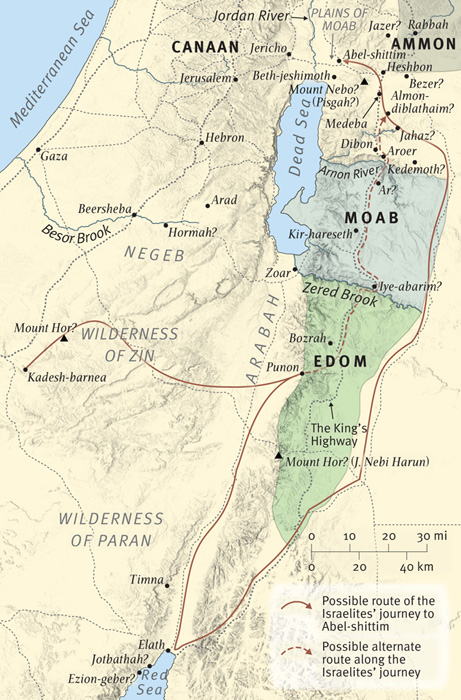 Jordan River
PLAINS OF
MOAB
Jazer?
Rabbah
AMMON
CANAAN
Jericho
Abel-shittim
Mediterranean Sea
Jerusalem
Beth-jeshimoth
Heshbon
Mount Nebo?
(Pisgah?)
Bezer?
Almon-
diblathaim?
Medeba
Dead Sea
Jahaz?
Hebron
Dibon
Aroer
Gaza
Arnon River
Kedemoth?
Ar?
Arad
MOAB
Beersheba
Kir-hareseth
Hormah?
Besor Brook
NEGEB
Zoar
Iye-abarim?
Zered Brook
ARABAH
Mount Hor?
WILDERNESS
OF ZIN
Bozrah
EDOM
Kadesh-barnea
Punon
The King's
Highway
Mount Hor? (J. Nebi Harun)
WILDERNESS
OF PARAN
0 10 20 30 mi
0 20 40 km
Timna
Possible route of the
Israelites' journey to
Abel-shittim
Possible alternate
route along the
Israelites' journey
Elath
Jotbathah?
Ezion-geber?
Red
Sea